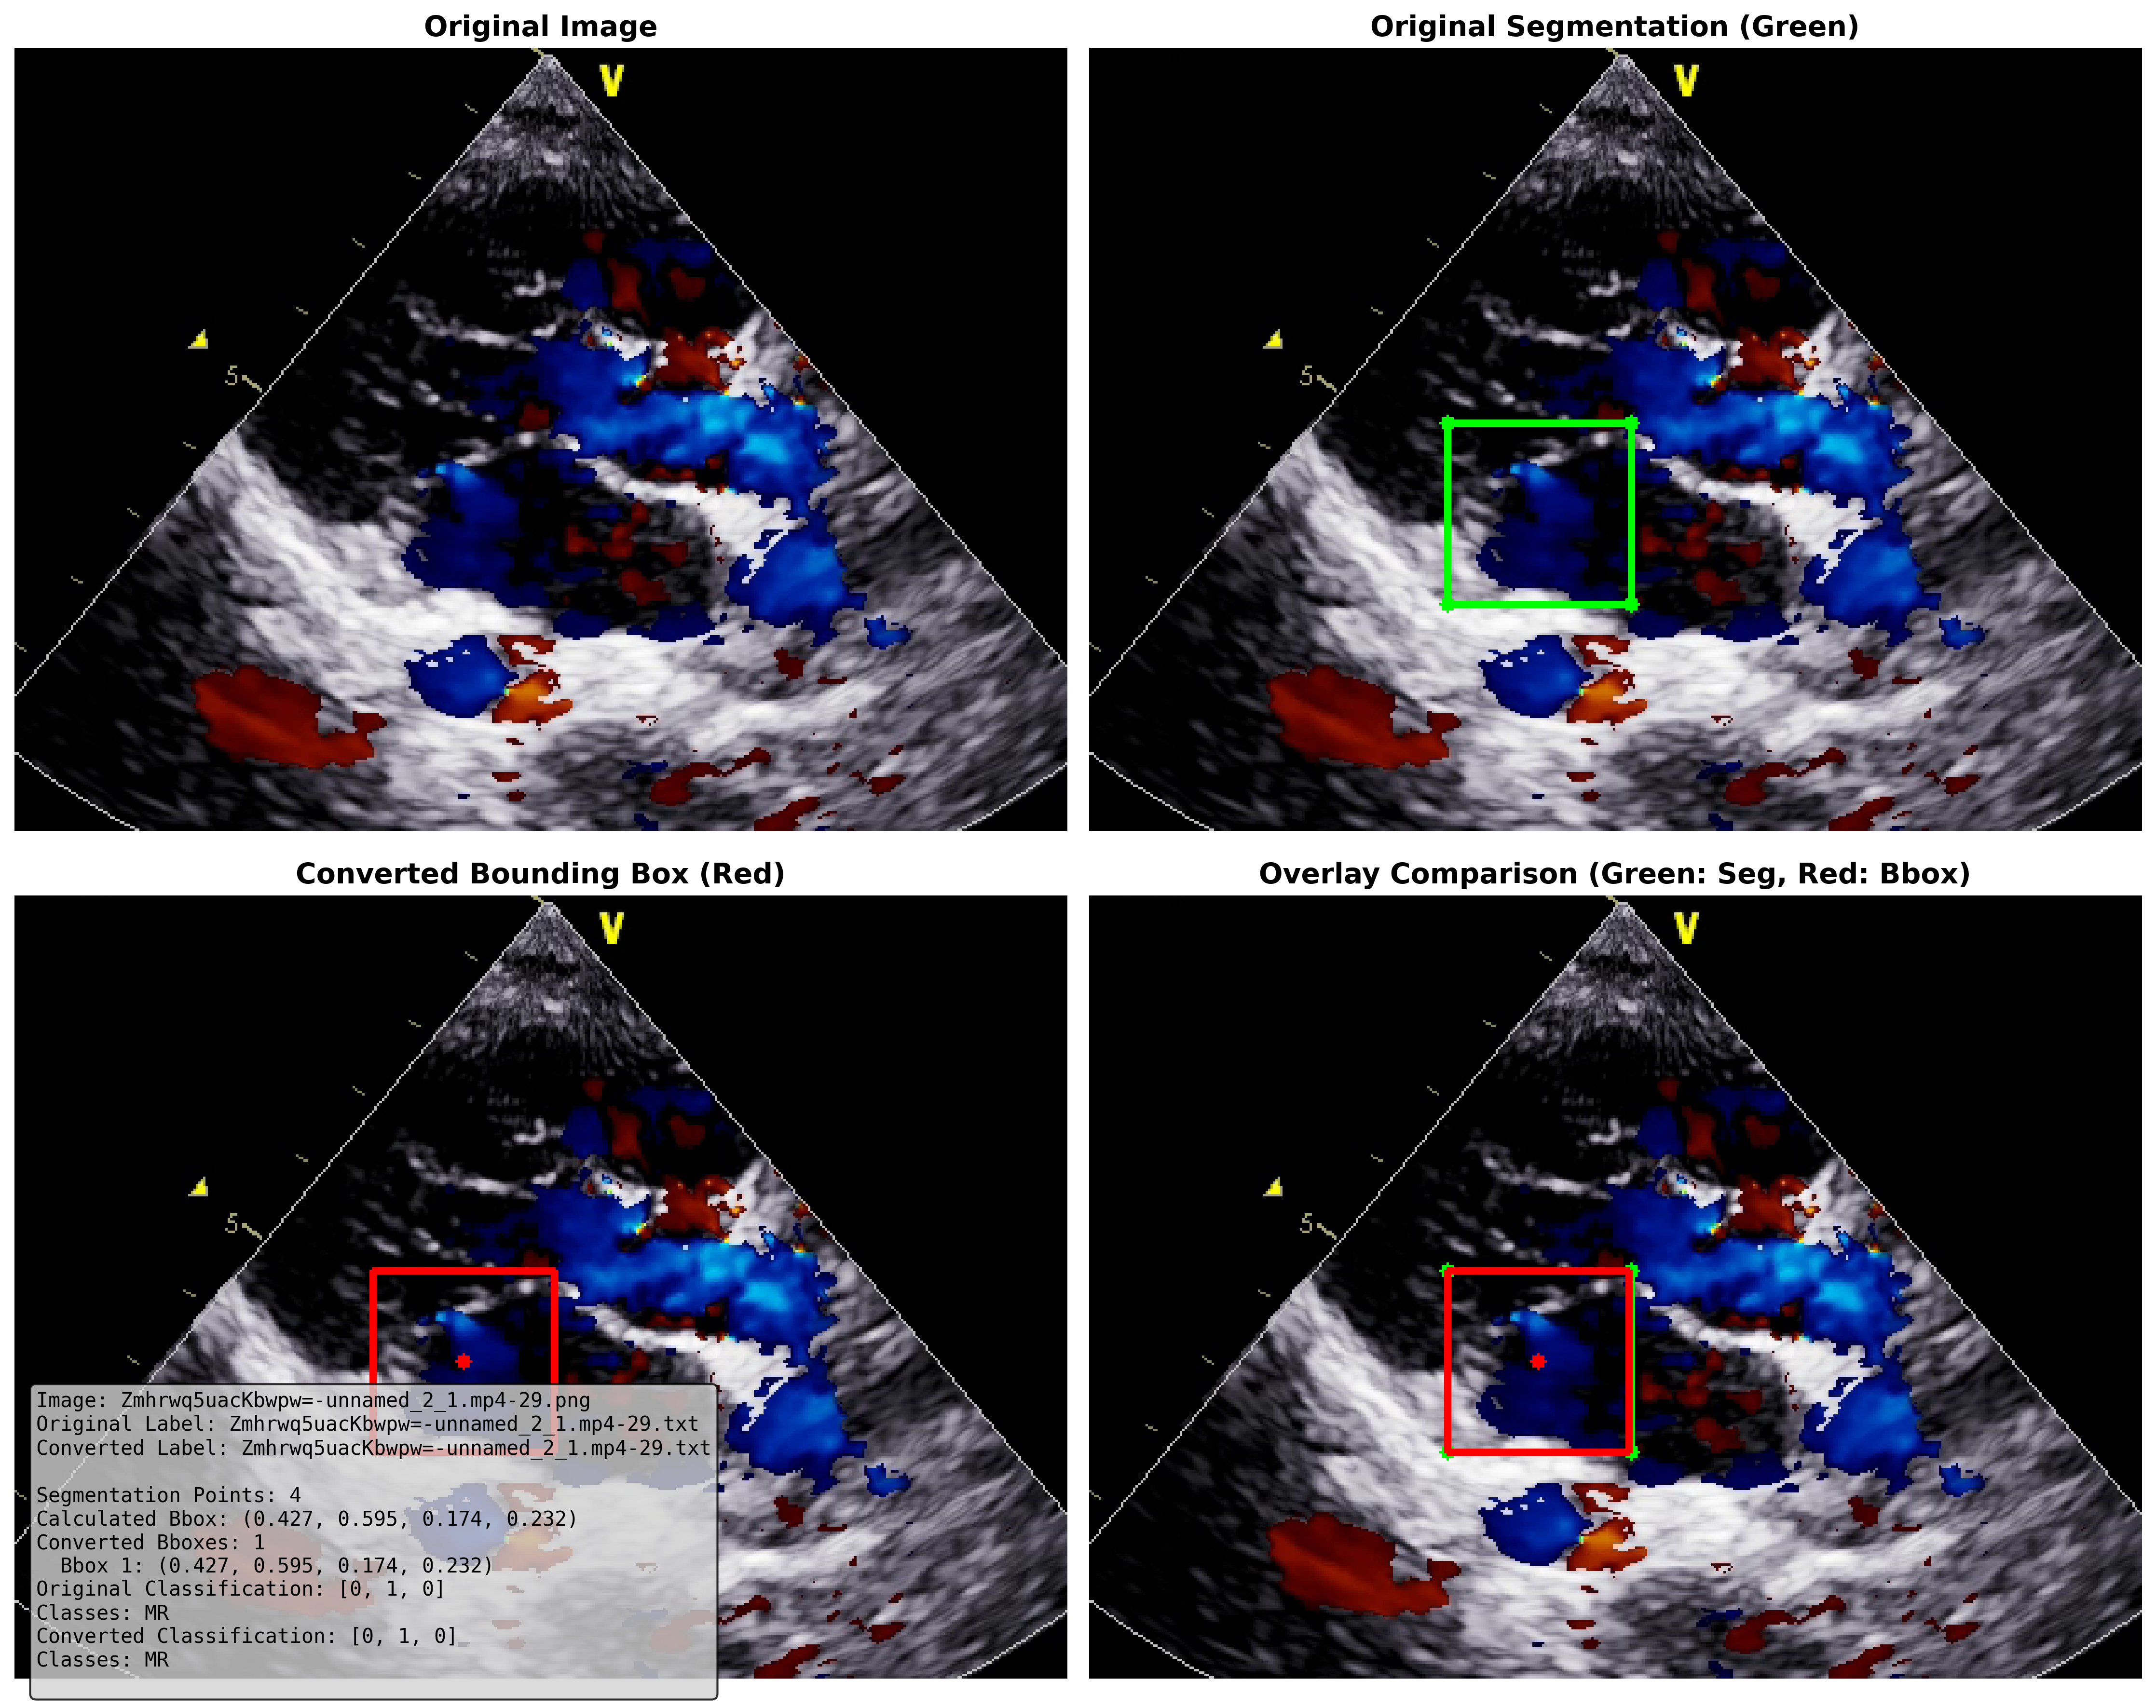 Original Image
Original Segmentation (Green)
V
V
5
5
Converted Bounding Box (Red)
Overlay Comparison (Green: Seg, Red: Bbox)
V
V
5
5
Image: Zmhrwq5uacKbwpw=-unnamed_2_1.mp4-29.png
Original Label: Zmhrwq5uacKbwpw=-unnamed_2_1.mp4-29.txt
Converted Label: Zmhrwq5uacKbwpw=-unnamed_2_1.mp4-29.txt
Segmentation Points: 4
Calculated Bbox: (0.427, 0.595, 0.174, 0.232)
Converted Bboxes: 1
Bbox 1: (0.427, 0.595, 0.174, 0.232)
Original Classification: [0, 1, 0]
Classes: MR
Converted Classification: [0, 1, 0]
Classes: MR